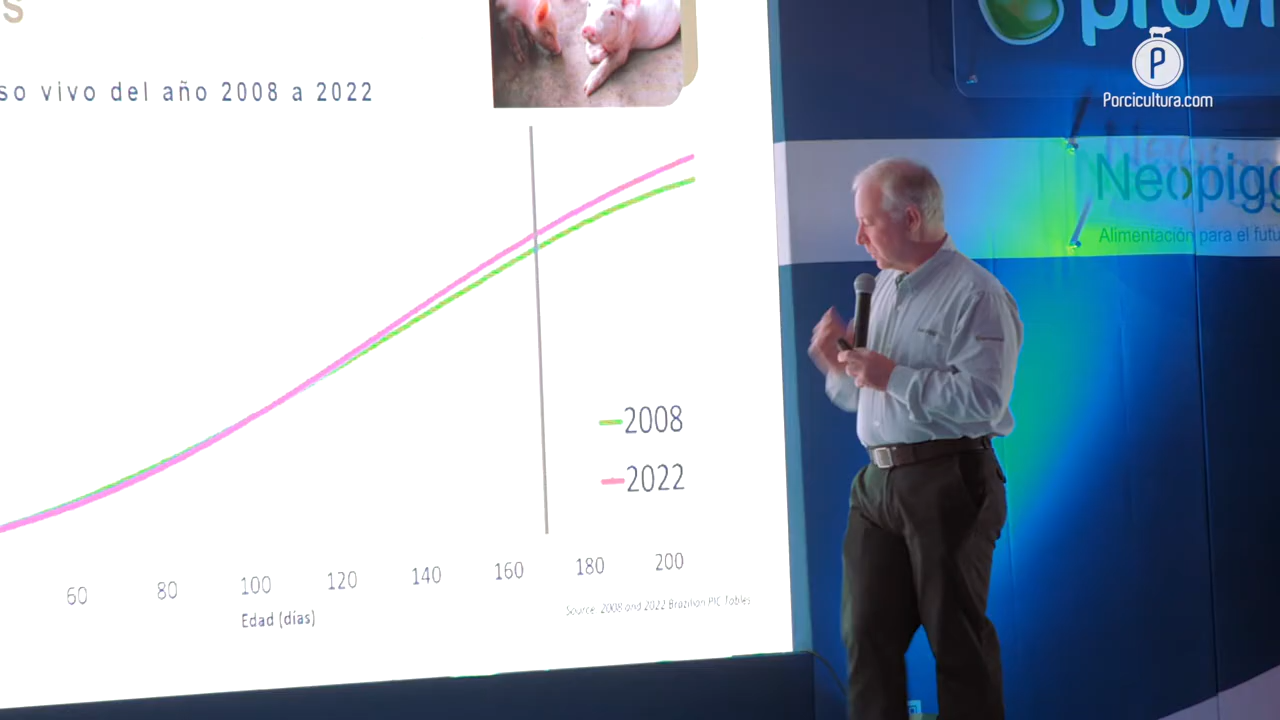 s
so vivo del año 2008 a 2022
2008
2022
60 80 100 120 140 160 180 200
Edad (días)
Source: 2008 and 2022 Brazilian PIC Tables
provi
P
Porcicultura.com
Neopigg
Alimentación para el futu